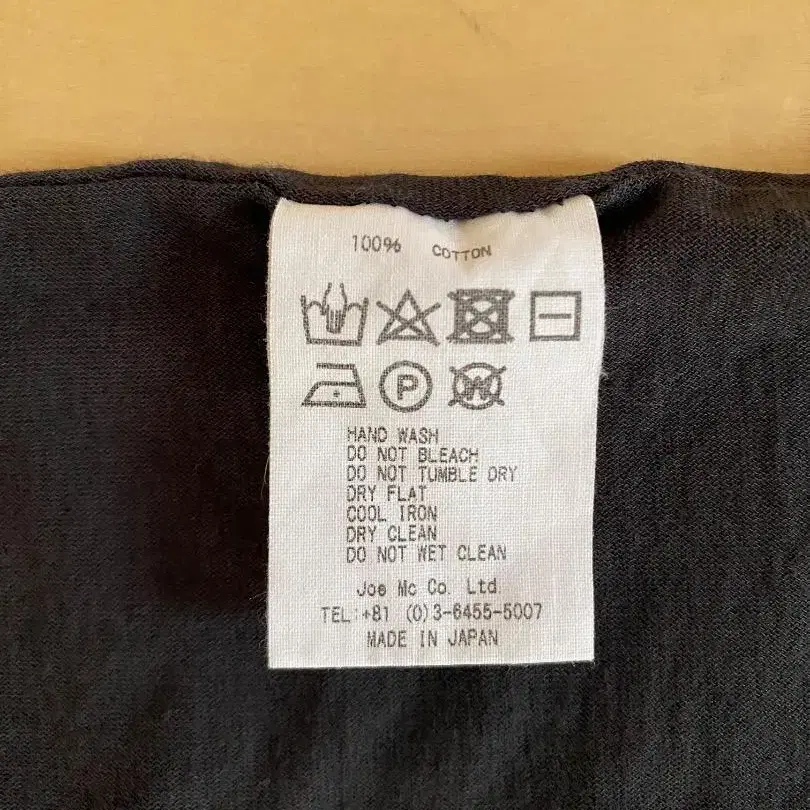 100% COTTON
P
W
HAND WASH
DO NOT BLEACH
DO NOT TUMBLE DRY
DRY FLAT
COOL IRON
DRY CLEAN
DO NOT WET CLEAN
Joe Mc Co. Ltd.
TEL:+81 (0)3-6455-5007
MADE IN JAPAN